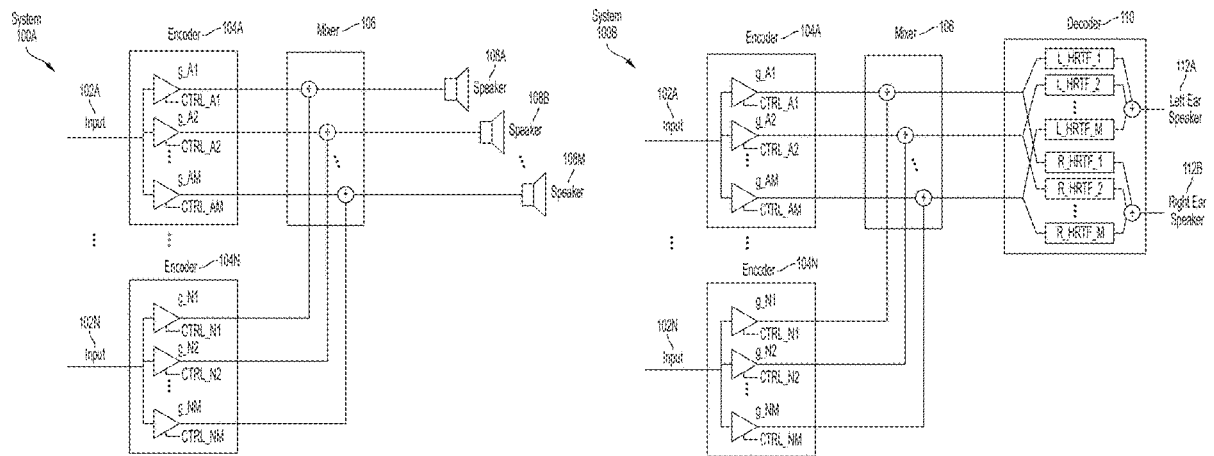 System
100A
Encoder
104A
Mixer
106
102A
Input
g_A1
CTRL_A1
g_A2
CTRL_A2
g_AM
CTRL_AM
108A
Speaker
108B
Speaker
108M
Speaker
Encoder
104N
102N
Input
g_N1
CTRL_N1
g_N2
CTRL_N2
g_NM
CTRL_NM
System
100B
Encoder
104A
Mixer
106
Decoder
110
102A
Input
g_A1
CTRL_A1
g_A2
CTRL_A2
g_AM
CTRL_AM
L_HRTF_1
L_HRTF_2
L_HRTF_M
R_HRTF_1
R_HRTF_2
R_HRTF_M
112A
Left Ear
Speaker
112B
Right Ear
Speaker
Encoder
104N
102N
Input
g_N1
CTRL_N1
g_N2
CTRL_N2
g_NM
CTRL_NM